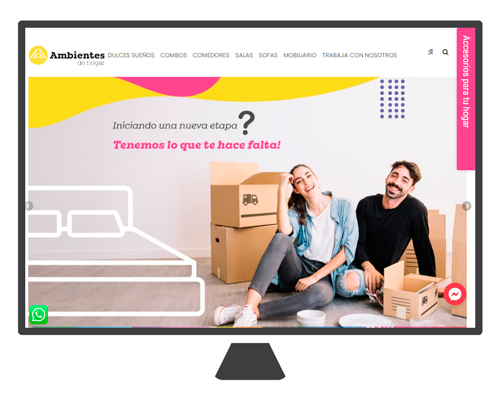 Ambientes
de hogar
DULCES SUEÑOS COMBOS COMEDORES SALAS SOFAS MOBILIARIO TRABAJA CON NOSOTROS
Accesorios para tu hogar
Iniciando una nueva etapa?
Tenemos lo que te hace falta!